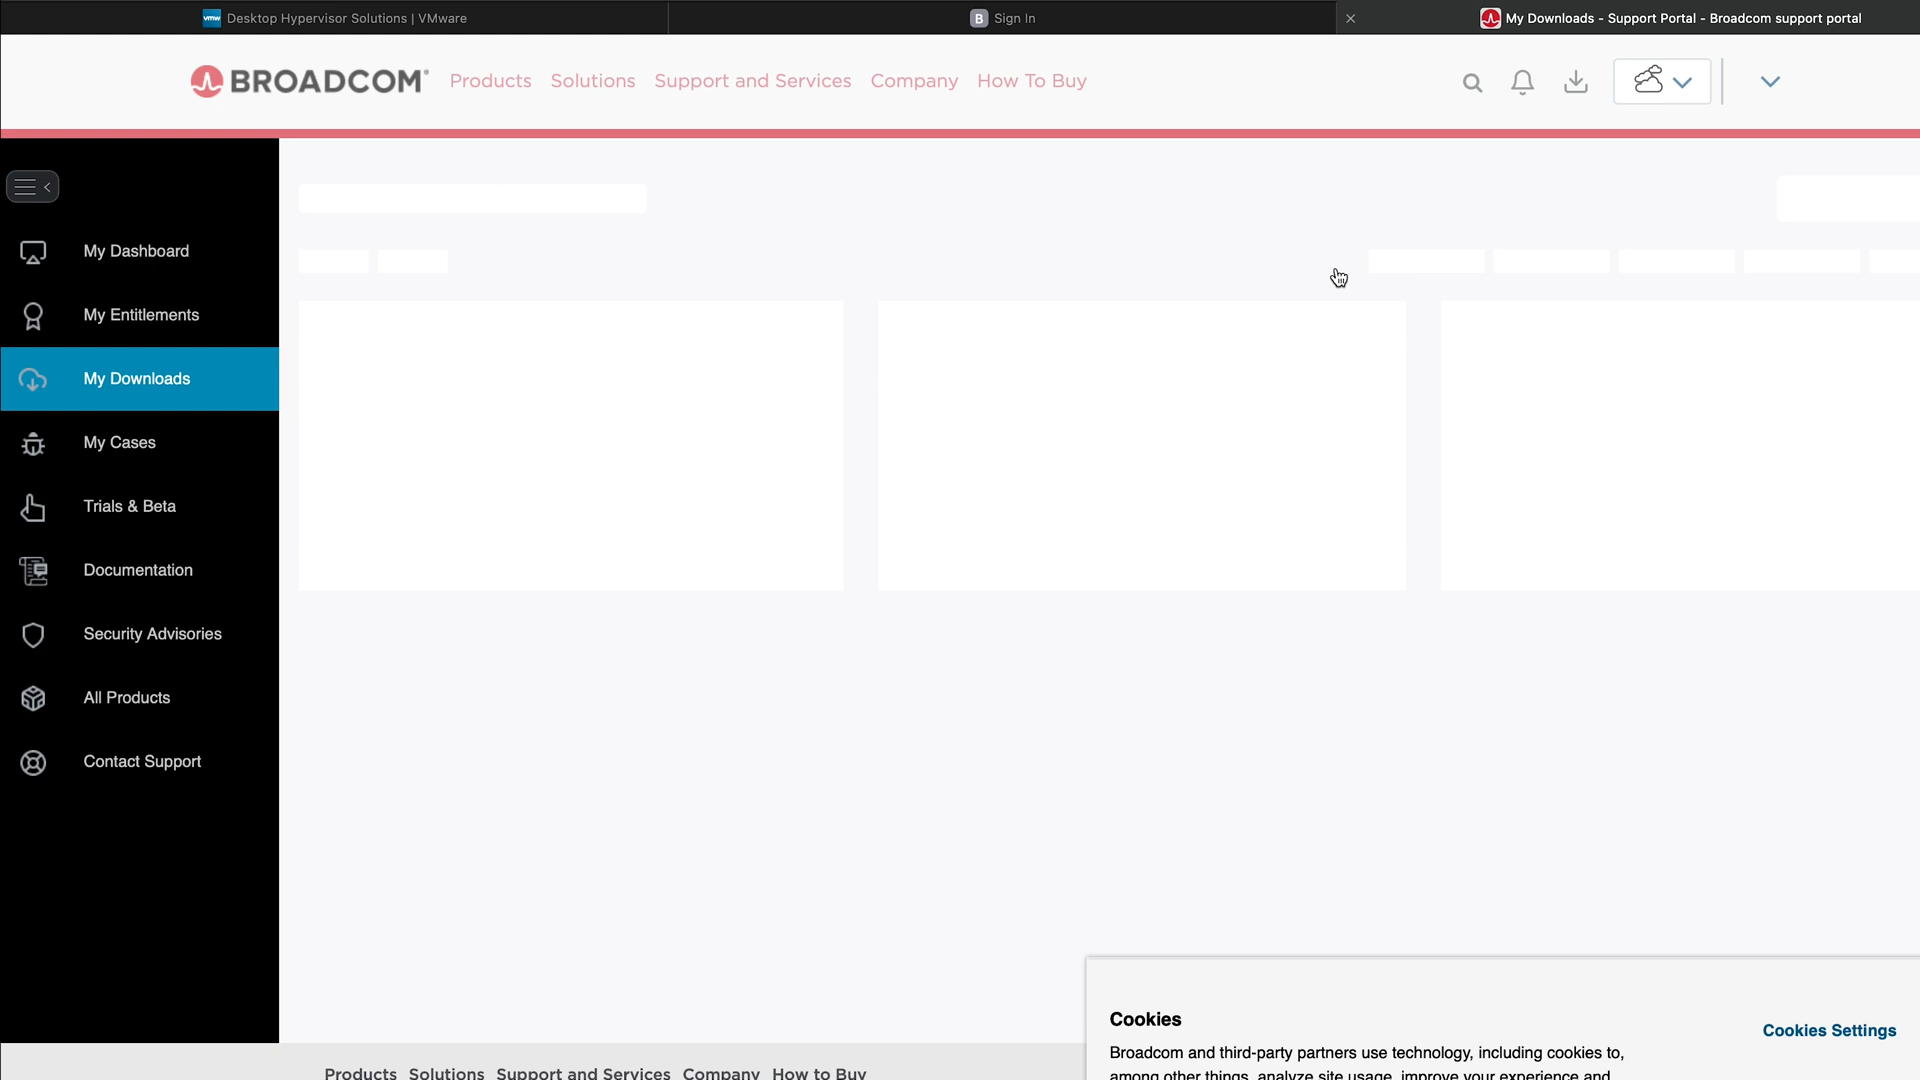 Desktop Hypervisor Solutions | VMware
Sign In
My Downloads - Support Portal - Broadcom support portal
BROADCOM
Products Solutions Support and Services Company How To Buy
My Dashboard
My Entitlements
My Downloads
My Cases
Trials & Beta
Documentation
Security Advisories
All Products
Contact Support
Cookies
Cookies Settings
Broadcom and third-party partners use technology, including cookies to,
among other things, analyze site usage, improve your experience and
Products Solutions Support and Services Company How to Buy